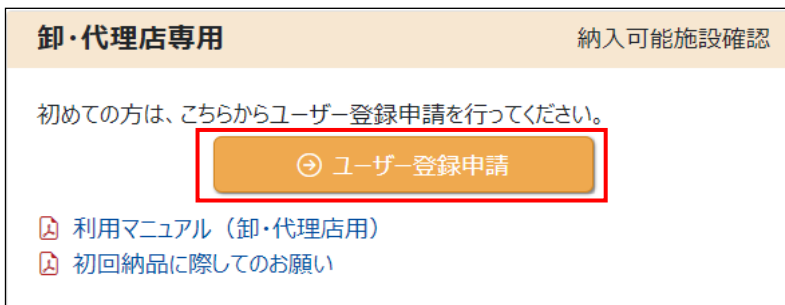 卸・代理店専用 納入可能施設確認
初めての方は、こちらからユーザー登録申請を行ってください。
ユーザー登録申請
利用マニュアル（卸・代理店用）
初回納品に際してのお願い